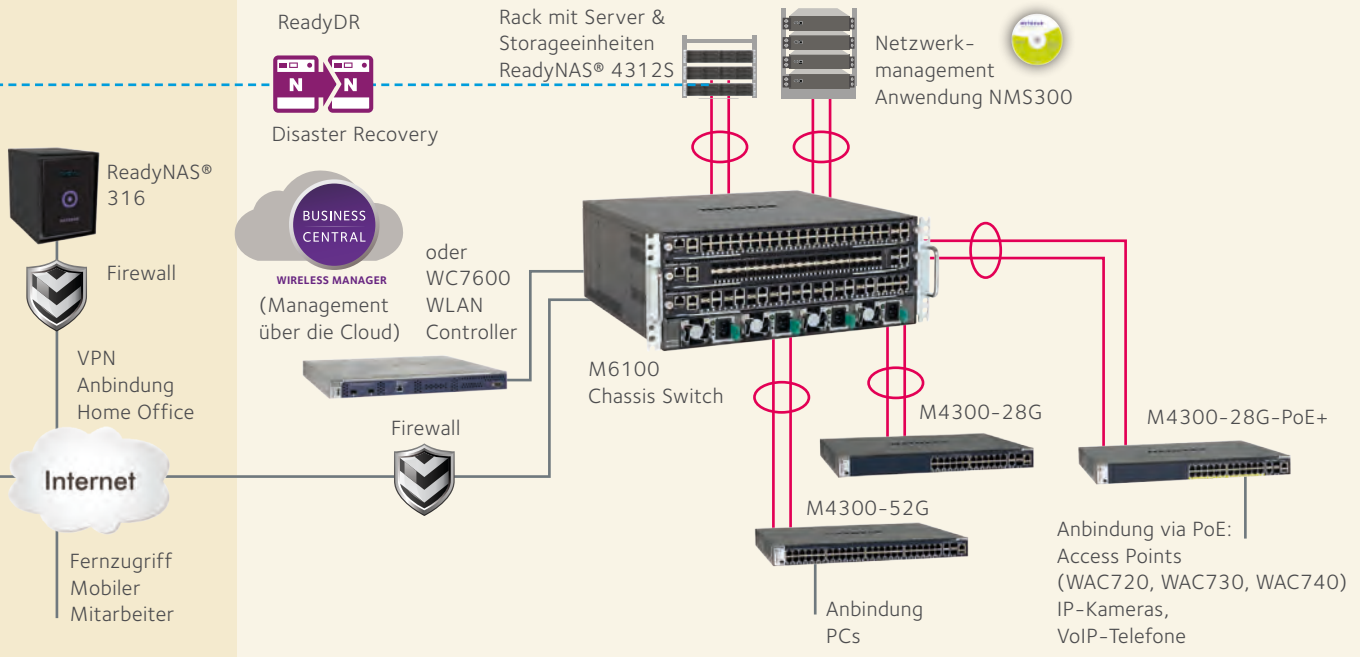 ReadyDR
N
N
Disaster Recovery
Rack mit Server &
Storageeinheiten
ReadyNAS® 4312S
Netzwerk-
management
Anwendung NMS300
ReadyNAS®
316
Firewall
VPN
Anbindung
Home Office
Internet
Fernzugriff
Mobiler
Mitarbeiter
BUSINESS
CENTRAL
WIRELESS MANAGER
(Management
über die Cloud)
oder
WC7600
WLAN
Controller
Firewall
NETGEAR
M6100
Chassis Switch
M4300-28G
M4300-52G
Anbindung
PCs
M4300-28G-PoE+
Anbindung via PoE:
Access Points
(WAC720, WAC730, WAC740)
IP-Kameras,
VoIP-Telefone